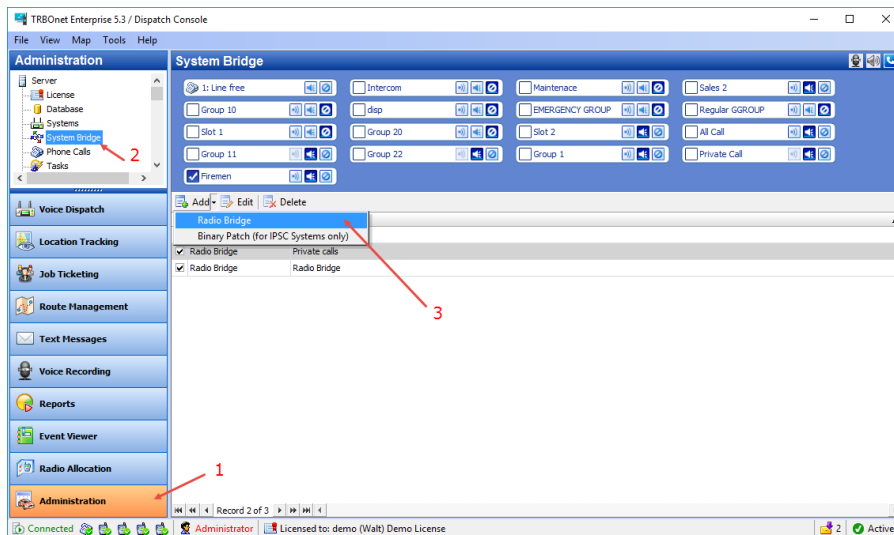 TRBOnet Enterprise 5.3 / Dispatch Console
File View Map Tools Help
Administration
System Bridge
Server
License
Database
Systems
System Bridge
Phone Calls
Tasks
2
1: Line free
Intercom
Maintenace
Sales 2
Group 10
disp
EMERGENCY GROUP
Regular GGROUP
Slot 1
Group 20
Slot 2
All Call
Group 11
Group 22
Group 1
Private Call
Firemen
Add Edit Delete
Radio Bridge
Binary Patch (for IPSC Systems only)
Radio Bridge Private calls
Radio Bridge Radio Bridge
3
Voice Dispatch
Location Tracking
Job Ticketing
Route Management
Text Messages
Voice Recording
Reports
Event Viewer
Radio Allocation
1
Administration
Record 2 of 3
Connected Administrator Licensed to: demo (Walt) Demo License 2 Active